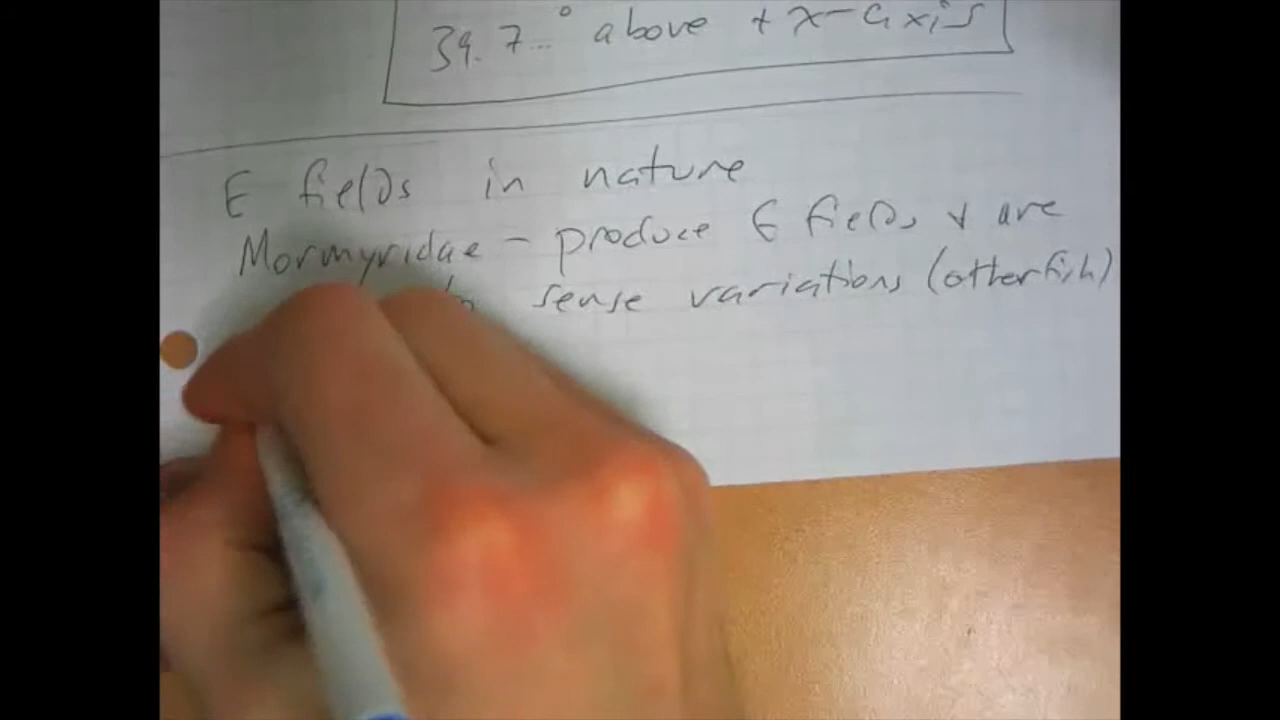 39.7...° above + x-axis
E fields in nature
Mormyridae - produce E fields & are
sense variations (other fish)